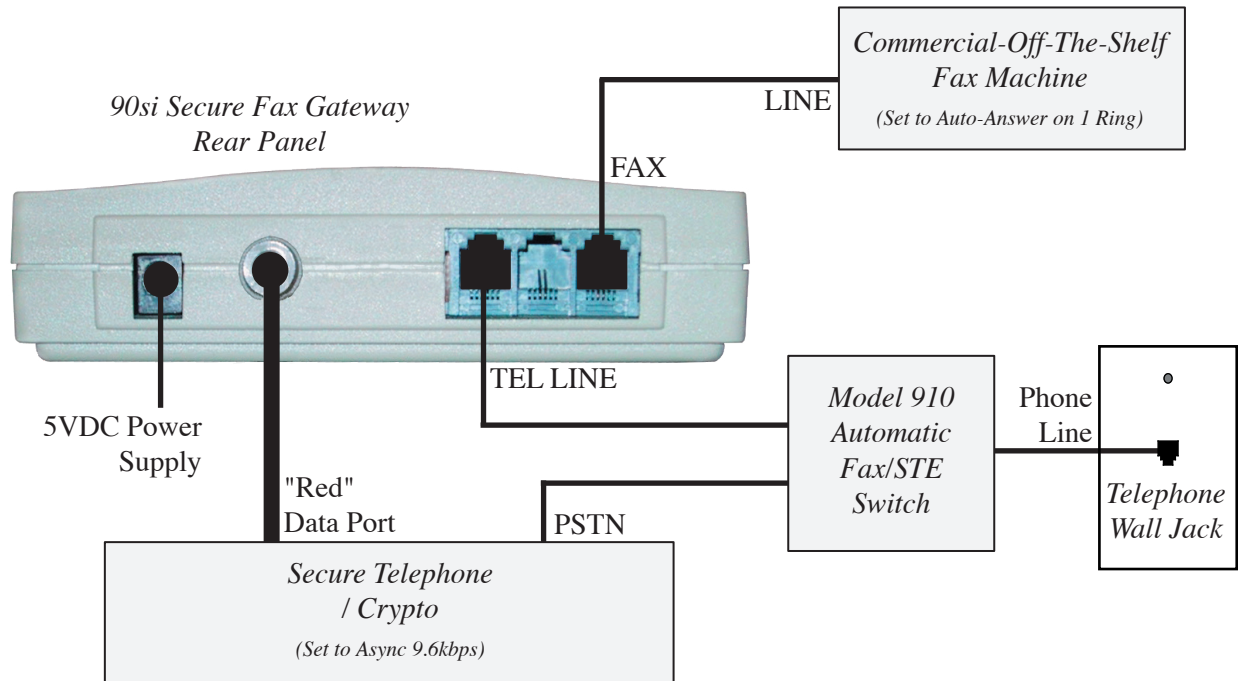 90si Secure Fax Gateway
Rear Panel
Commercial-Off-The-Shelf
Fax Machine
(Set to Auto-Answer on 1 Ring)
LINE
FAX
TEL LINE
5VDC Power
Supply
"Red"
Data Port
PSTN
Model 910
Automatic
Fax/STE
Switch
Phone
Line
Telephone
Wall Jack
Secure Telephone
/ Crypto
(Set to Async 9.6kbps)